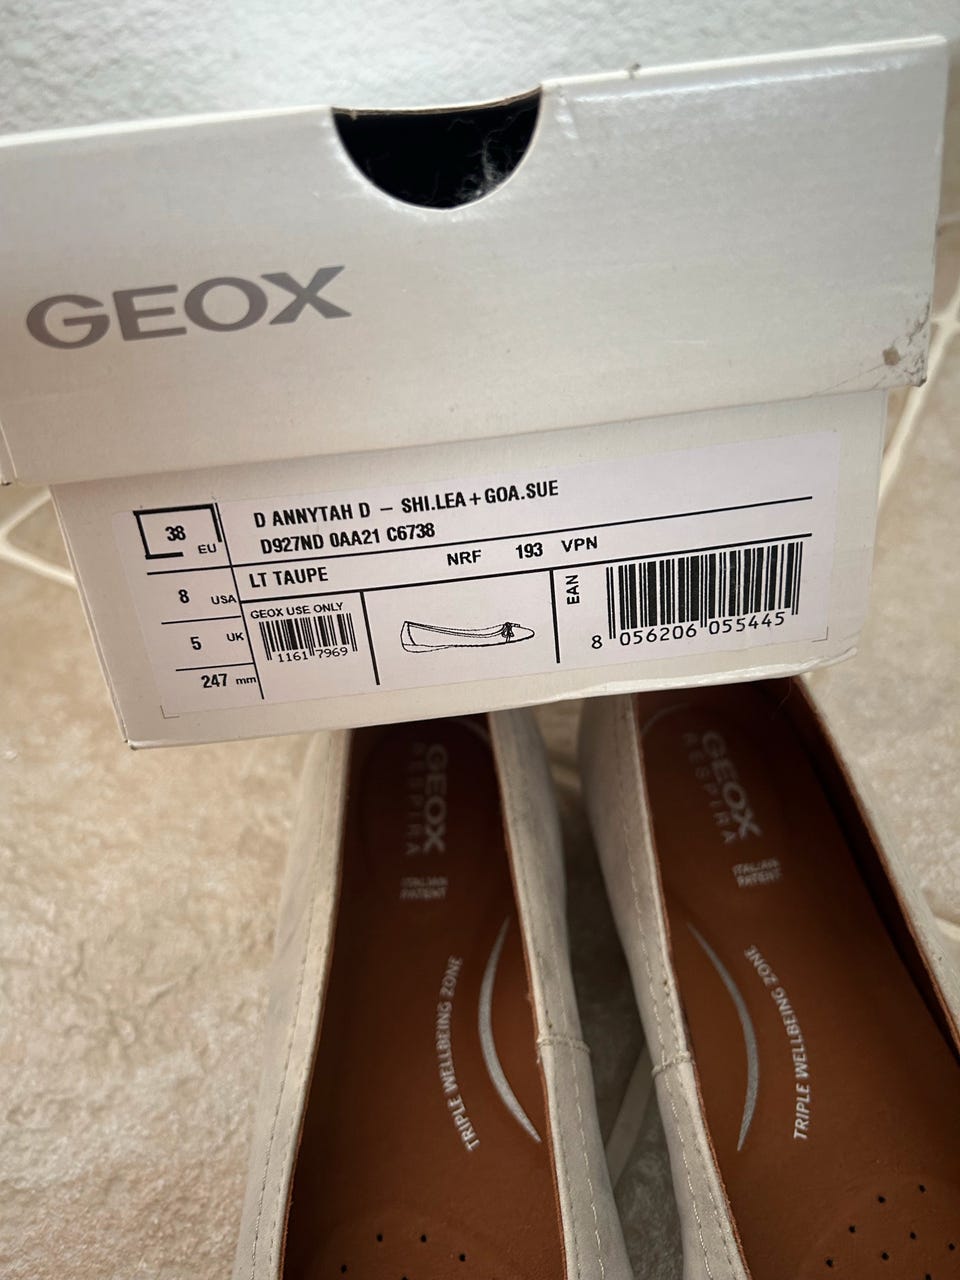 GEOX
38 EU
D ANNYTAH D – SHI.LEA + GOA.SUE
D927ND 0AA21 C6738
8 USA
LT TAUPE
NRF 193 VPN
5 UK
GEOX USE ONLY
1161 7969
EAN
8 056206 055445
247 mm
GEOX
RESPIRA
ITALIAN
PATENT
TRIPLE WELLBEING ZONE
GEOX
RESPIRA
ITALIAN
PATENT
TRIPLE WELLBEING ZONE